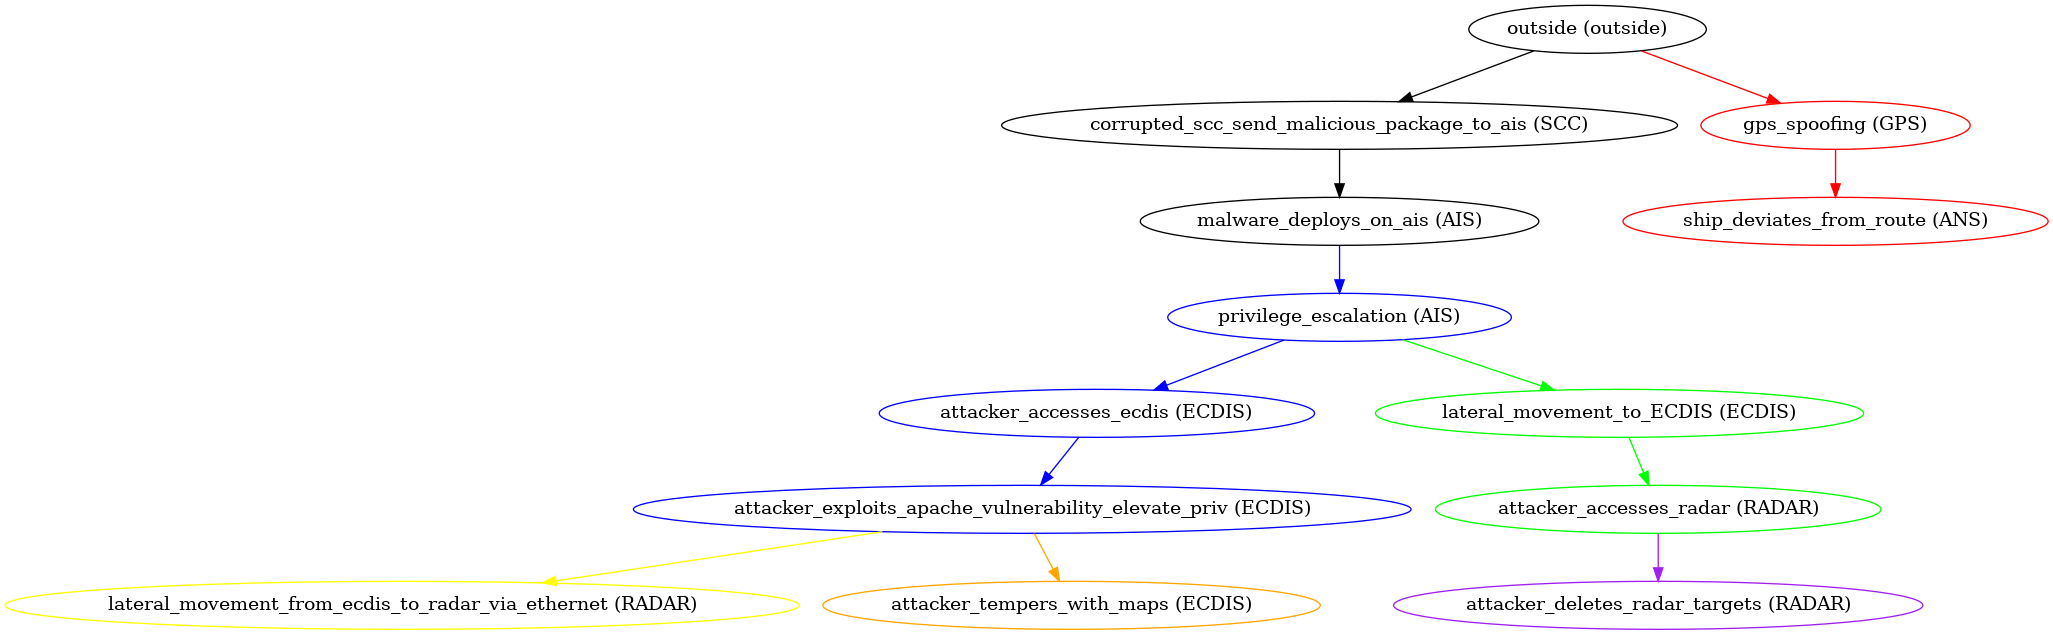 outside (outside)
corrupted_scc_send_malicious_package_to_ais (SCC)
gps_spoofing (GPS)
malware_deploys_on_ais (AIS)
ship_deviates_from_route (ANS)
privilege_escalation (AIS)
attacker_accesses_ecdis (ECDIS)
lateral_movement_to_ECDIS (ECDIS)
attacker_exploits_apache_vulnerability_elevate_priv (ECDIS)
attacker_accesses_radar (RADAR)
lateral_movement_from_ecdis_to_radar_via_ethernet (RADAR)
attacker_tempers_with_maps (ECDIS)
attacker_deletes_radar_targets (RADAR)